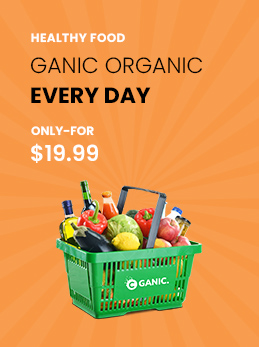 HEALTHY FOOD
GANIC ORGANIC
EVERY DAY
ONLY-FOR
$19.99
GANIC.